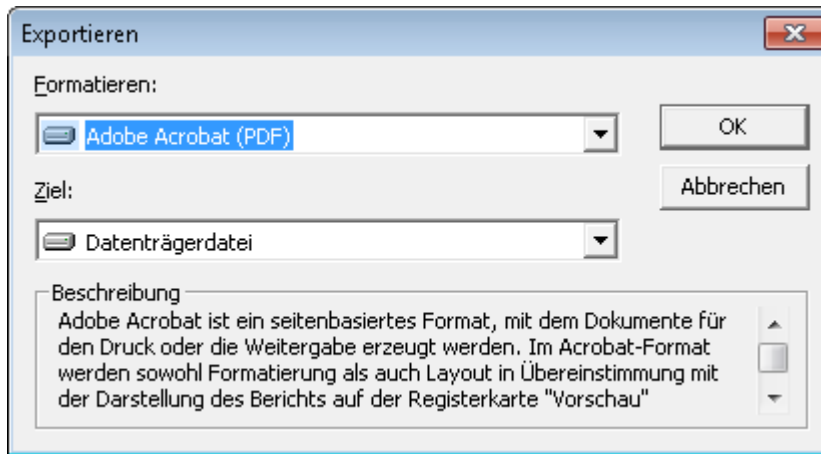 Exportieren
Formatieren:
Adobe Acrobat (PDF)
OK
Ziel:
Abbrechen
Datenträgerdatei
Beschreibung
Adobe Acrobat ist ein seitenbasiertes Format, mit dem Dokumente für
den Druck oder die Weitergabe erzeugt werden. Im Acrobat-Format
werden sowohl Formatierung als auch Layout in Übereinstimmung mit
der Darstellung des Berichts auf der Registerkarte "Vorschau"